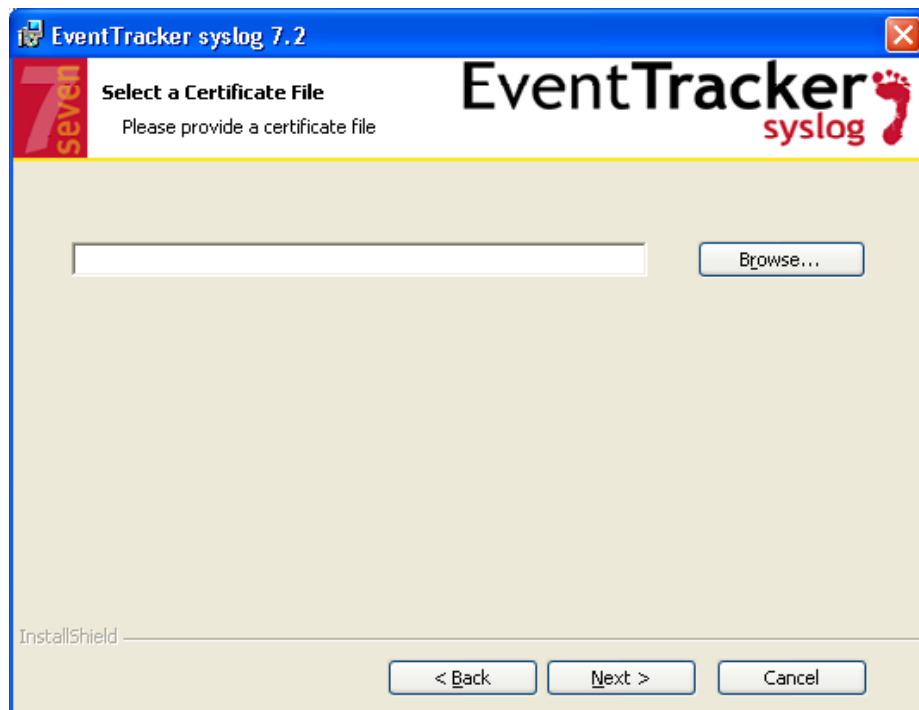 EventTracker syslog 7.2
7
seven
Select a Certificate File
Please provide a certificate file
EventTracker
syslog
Browse...
InstallShield
< Back
Next >
Cancel